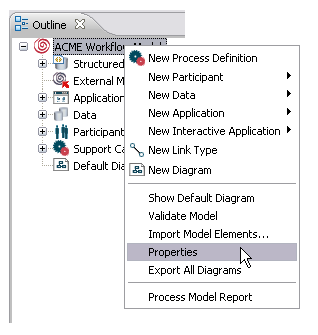 Outline
ACME Workflow Model
Structured
External M
Application
Data
Participant
Support Ca
Default Dia
New Process Definition
New Participant
New Data
New Application
New Interactive Application
New Link Type
New Diagram
Show Default Diagram
Validate Model
Import Model Elements...
Properties
Export All Diagrams
Process Model Report